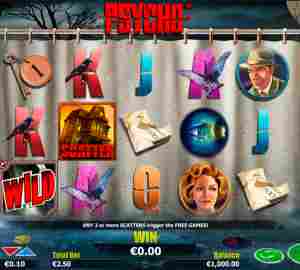 PSYCHO
K J
K J
WILD
ANY 3 or more SCATTERS trigger the FREE GAMES!
WIN
€0.00
Total Bet Balance
€0.10 €2.50 €1,000.00